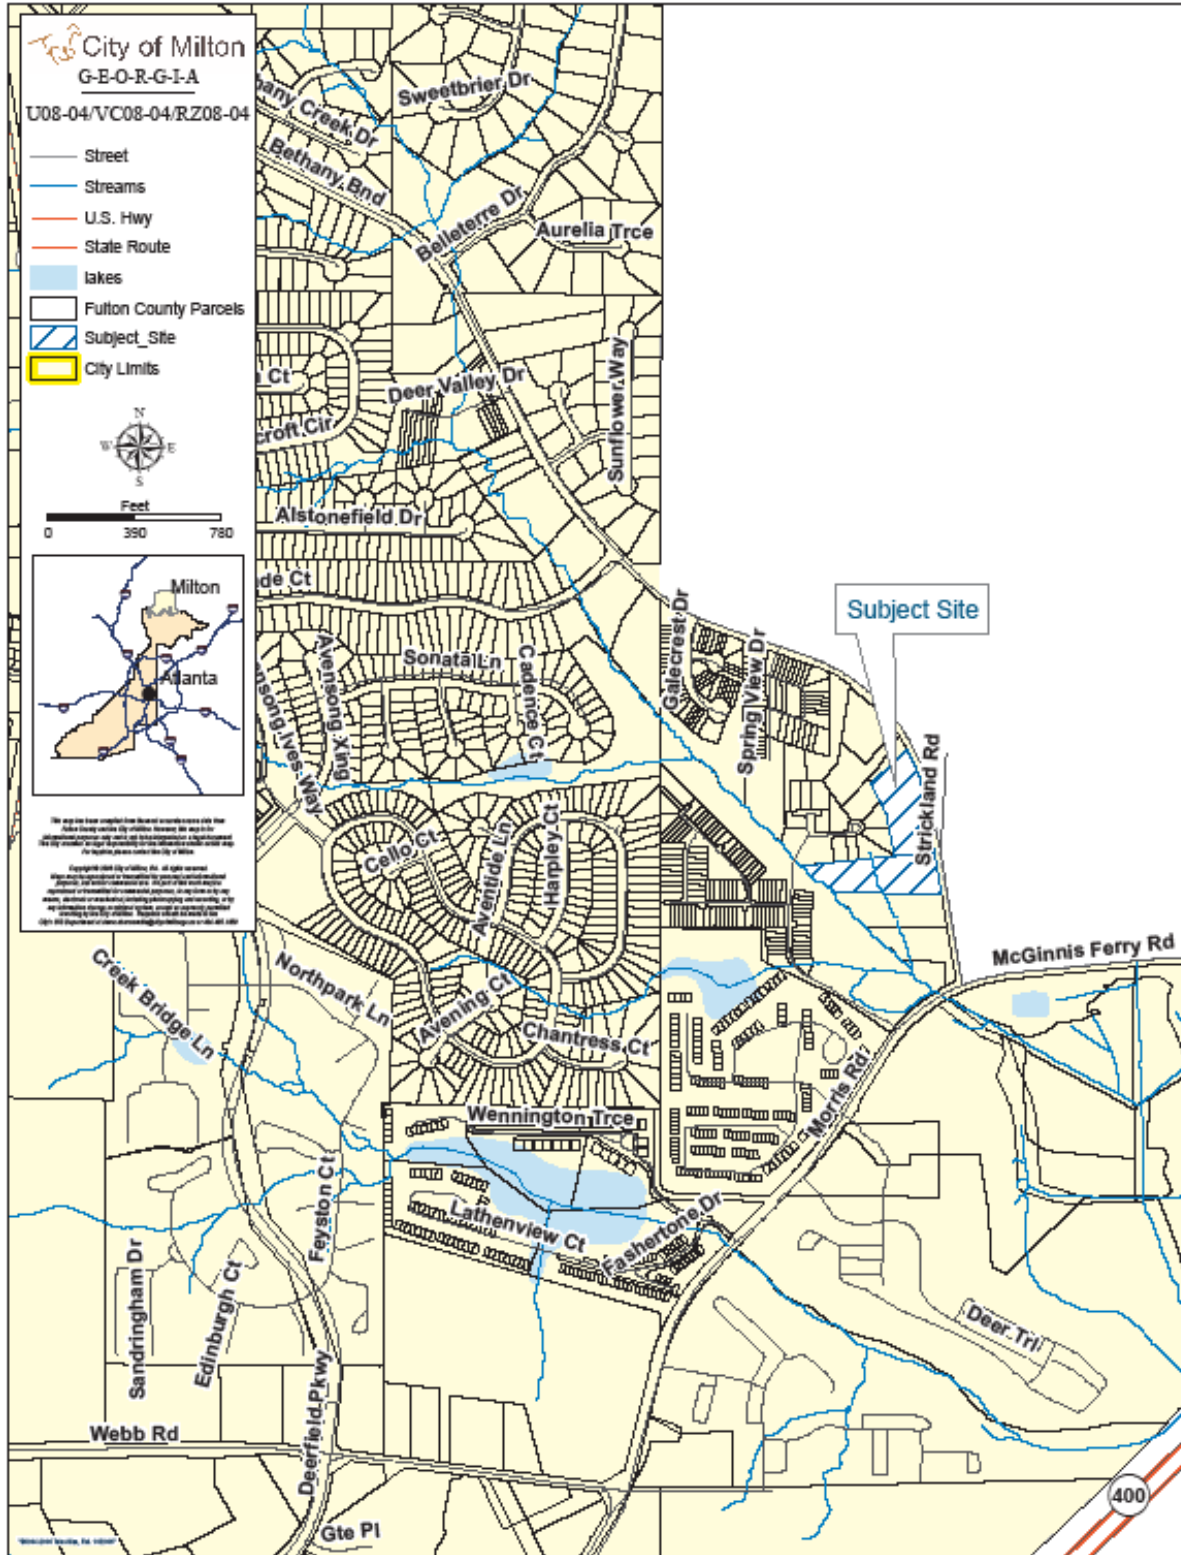 City of Milton
G-E-O-R-G-I-A
U08-04/VC08-04/RZ08-04
Street
Streams
U.S. Hwy
State Route
lakes
Fulton County Parcels
Subject_Site
City Limits
N
W
E
S
Feet
0
390
780
Milton
Atlanta
Sweetbrier Dr
hany Creek Dr
Bethany Bnd
Belleterre Dr
Aurelia Trce
Sunflower Way
Deer Valley Dr
Ct
croft Cir
Alstonefield Dr
de Ct
Subject Site
Galecrest Dr
Spring View Dr
Strickland Rd
Sonata Ln
Cadence Ct
Avensong Xing
ensong Ives Way
Cello Ct
Aventide Ln
Harpley Ct
McGinnis Ferry Rd
Creek Bridge Ln
Northpark Ln
Avening Ct
Chantress Ct
Morris Rd
Wennington Trce
Feyston Ct
Lathenview Ct
Fashertone Dr
Sandringham Dr
Edinburgh Ct
Deer Trl
Deerfield Pkwy
Webb Rd
Gte Pl
400